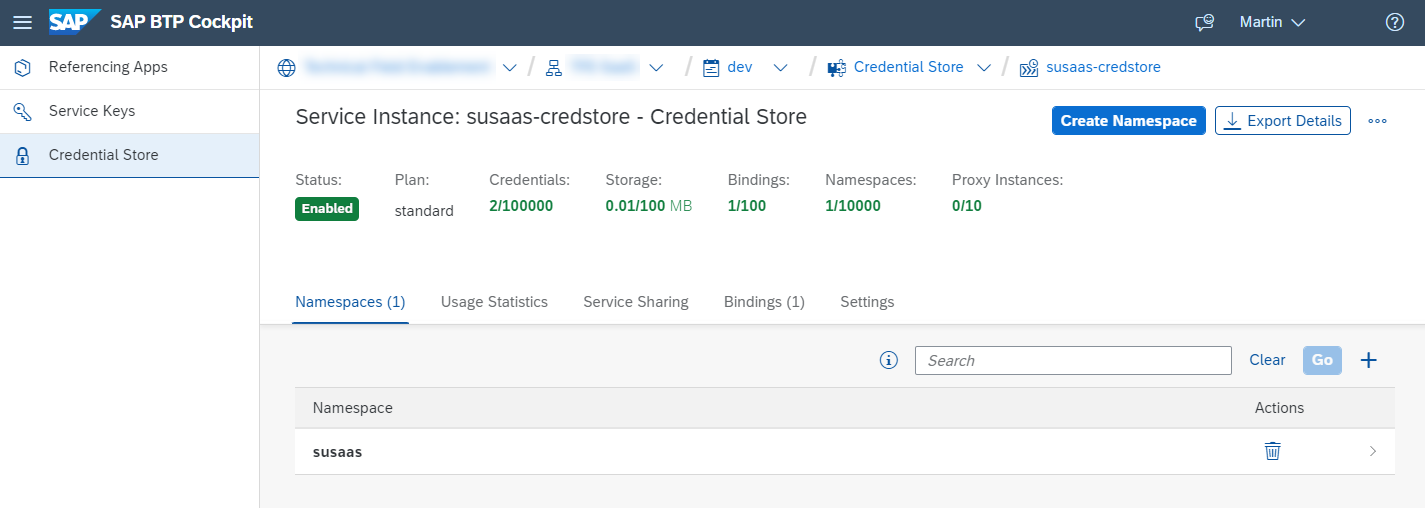 SAP SAP BTP Cockpit Martin
Referencing Apps
Service Keys
Credential Store
dev Credential Store susaas-credstore
Service Instance: susaas-credstore - Credential Store
Create Namespace Export Details
Status: Plan: Credentials: Storage: Bindings: Namespaces: Proxy Instances:
Enabled standard 2/100000 0.01/100 MB 1/100 1/10000 0/10
Namespaces (1) Usage Statistics Service Sharing Bindings (1) Settings
Search Clear Go
Namespace Actions
susaas